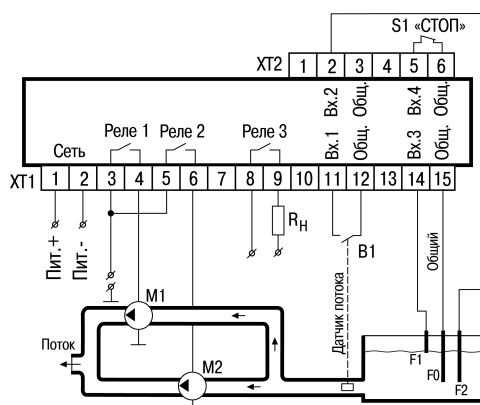 S1 «СТОП»
XT2 1 2 3 4 5 6
Вх.2 Общ. Вх.4 Общ.
Вх.1 Общ. Вх.3 Общ.
Реле 1 Реле 2 Реле 3
Сеть
XT1 1 2 3 4 5 6 7 8 9 10 11 12 13 14 15
Пит.+
Пит.-
RН
B1
Общий
Датчик потока
M1
Поток
M2
F1
F0
F2